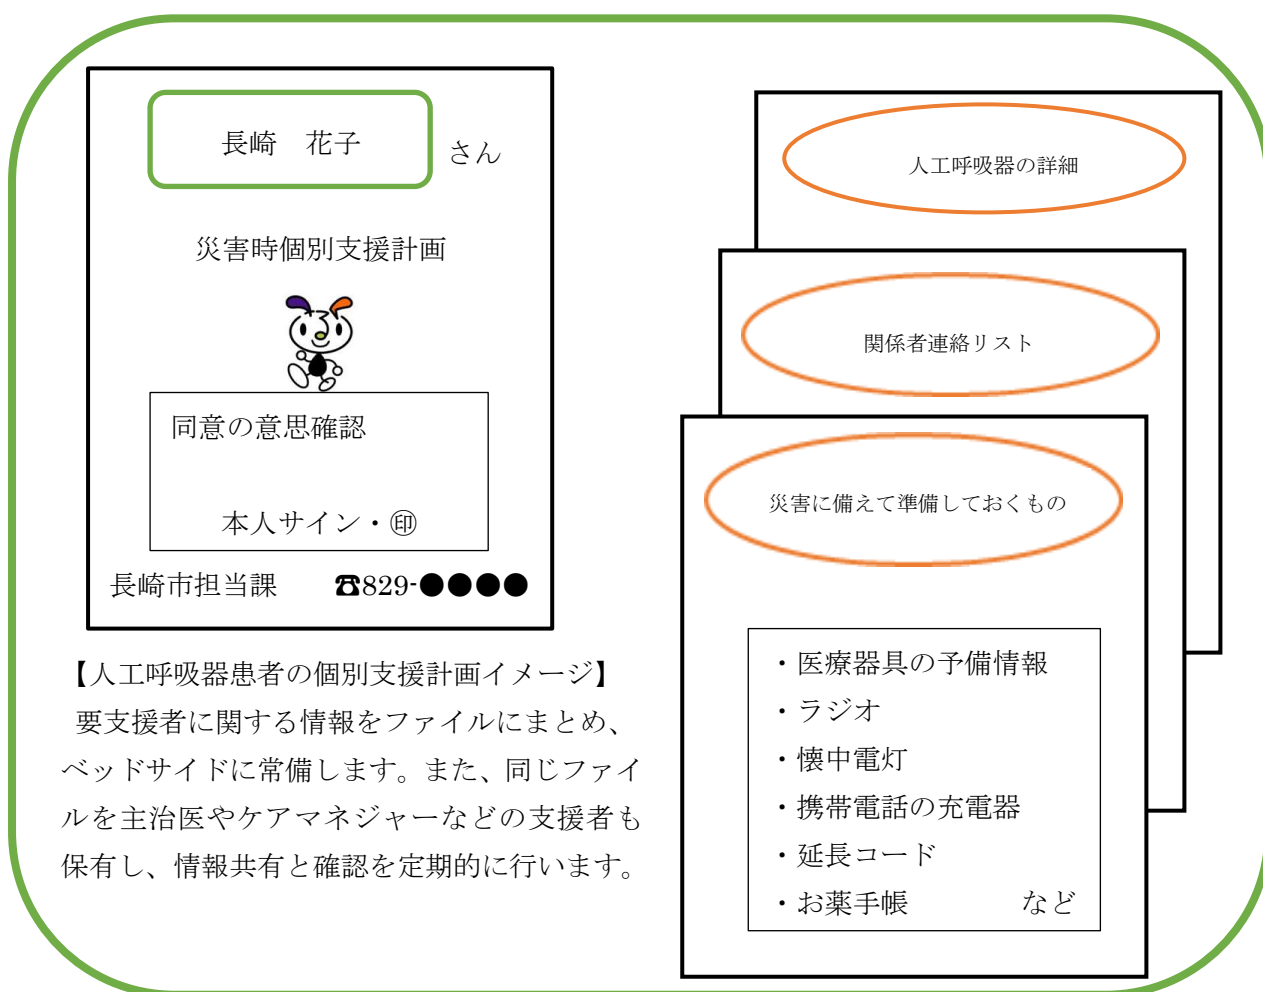 長崎　花子
さん
災害時個別支援計画
同意の意思確認
本人サイン・㊞
長崎市担当課　　☎829-●●●●
【人工呼吸器患者の個別支援計画イメージ】
要支援者に関する情報をファイルにまとめ、
ベッドサイドに常備します。また、同じファイ
ルを主治医やケアマネジャーなどの支援者も
保有し、情報共有と確認を定期的に行います。
人工呼吸器の詳細
関係者連絡リスト
災害に備えて準備しておくもの
・医療器具の予備情報
・ラジオ
・懐中電灯
・携帯電話の充電器
・延長コード
・お薬手帳　　　　など